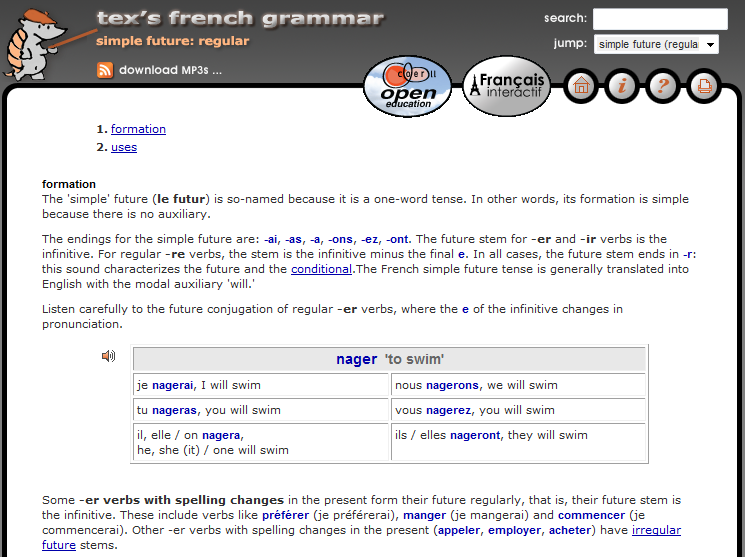 tex's french grammar
simple future: regular
search:
jump: simple future (regula
download MP3s ...
coerll
open
education
Français
interactif
i
?
1. formation
2. uses
formation
The 'simple' future (le futur) is so-named because it is a one-word tense. In other words, its formation is simple
because there is no auxiliary.
The endings for the simple future are: -ai, -as, -a, -ons, -ez, -ont. The future stem for -er and -ir verbs is the
infinitive. For regular -re verbs, the stem is the infinitive minus the final e. In all cases, the future stem ends in -r:
this sound characterizes the future and the conditional.The French simple future tense is generally translated into
English with the modal auxiliary 'will.'
Listen carefully to the future conjugation of regular -er verbs, where the e of the infinitive changes in
pronunciation.
nager 'to swim'
je nagerai, I will swim
nous nagerons, we will swim
tu nageras, you will swim
vous nagerez, you will swim
il, elle / on nagera,
he, she (it) / one will swim
ils / elles nageront, they will swim
Some -er verbs with spelling changes in the present form their future regularly, that is, their future stem is
the infinitive. These include verbs like préférer (je préférerai), manger (je mangerai) and commencer (je
commencerai). Other -er verbs with spelling changes in the present (appeler, employer, acheter) have irregular
future stems.